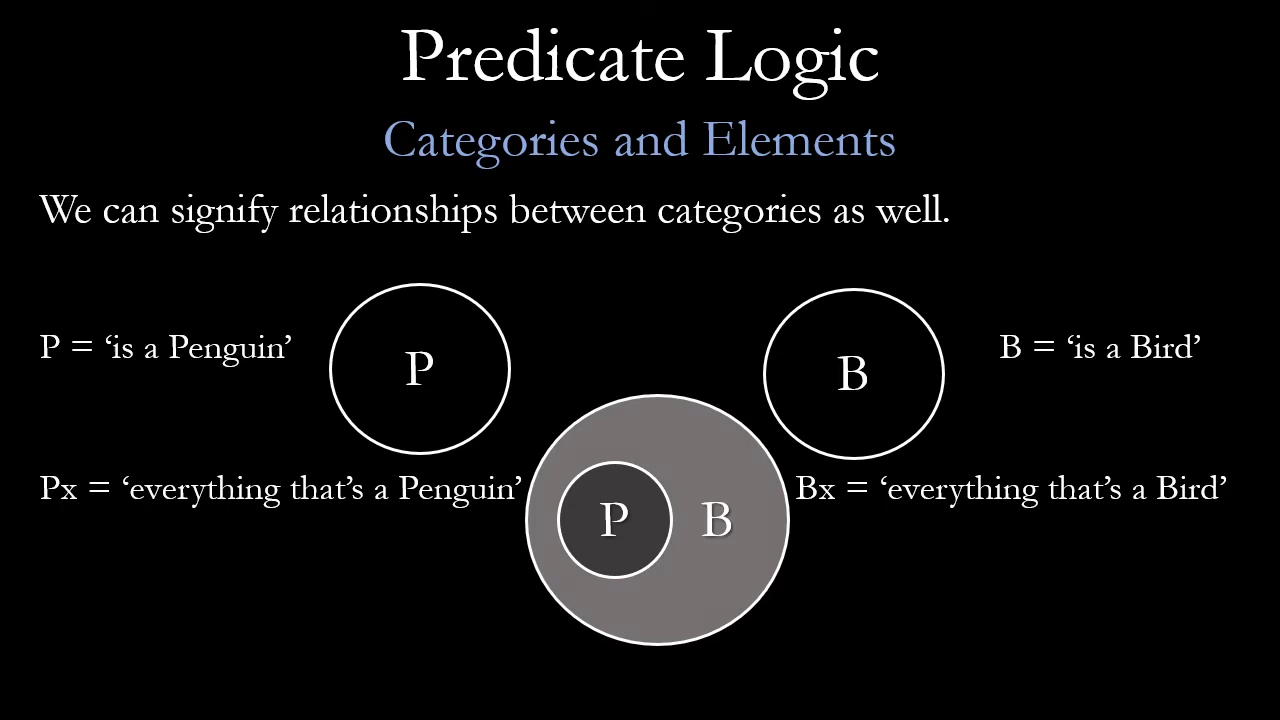 Predicate Logic
Categories and Elements
We can signify relationships between categories as well.
P = ‘is a Penguin’
P
B
B = ‘is a Bird’
Px = ‘everything that’s a Penguin’
Bx = ‘everything that’s a Bird’
P
B